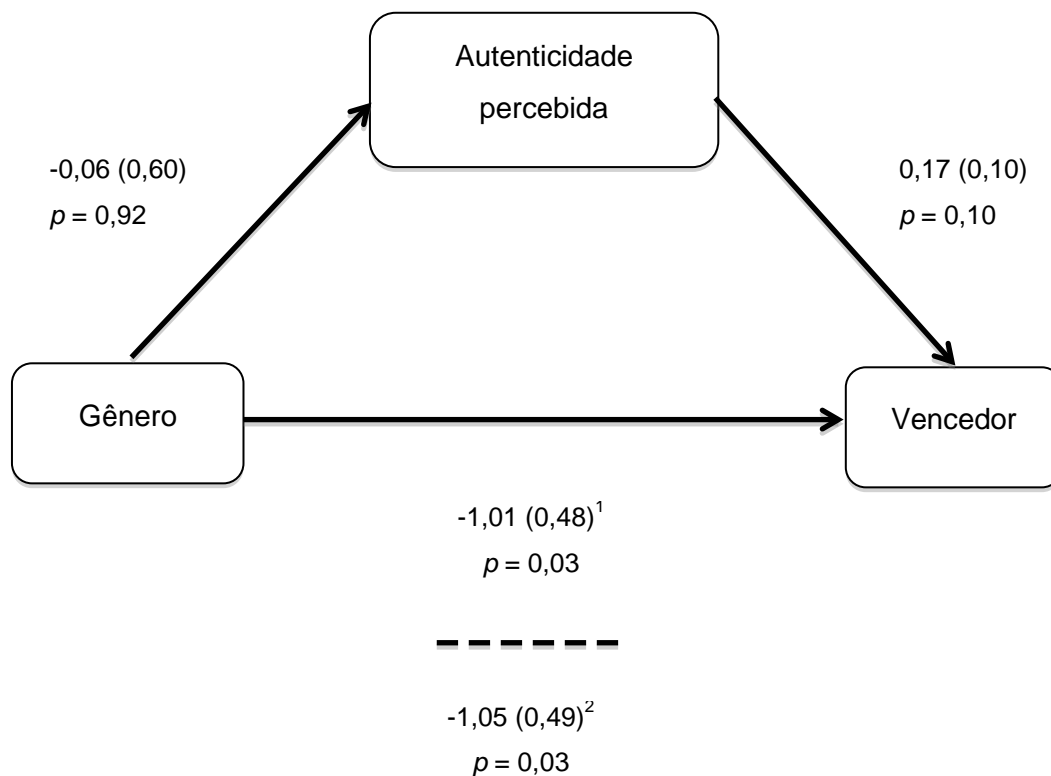 Autenticidade
percebida
-0,06 (0,60)
p = 0,92
0,17 (0,10)
p = 0,10
Gênero
Vencedor
-1,01 (0,48)¹
p = 0,03
-1,05 (0,49)²
p = 0,03